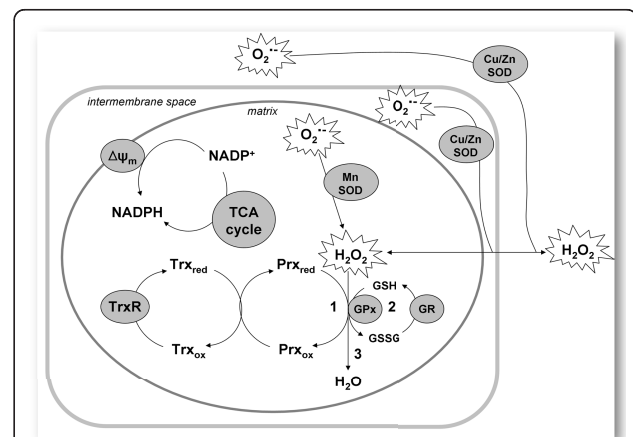 O₂˙⁻
Cu/Zn
SOD
intermembrane space
matrix
O₂˙⁻
O₂˙⁻
Cu/Zn
SOD
Δψm
NADP⁺
Mn
SOD
NADPH
TCA
cycle
H₂O₂
H₂O₂
Trxred
Prxred
GSH
TrxR
1
GPx
2
GR
Trxox
Prxox
GSSG
3
H₂O